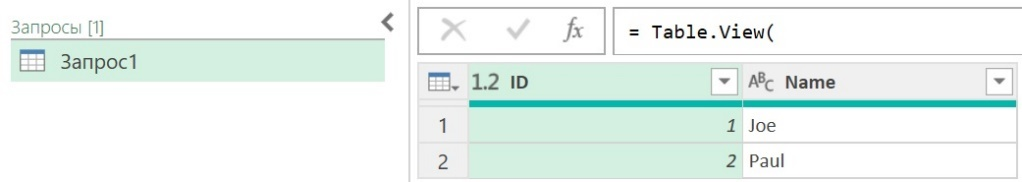 Запросы [1]
Запрос1
fx = Table.View(
1.2 ID ABC Name
1 1 Joe
2 2 Paul